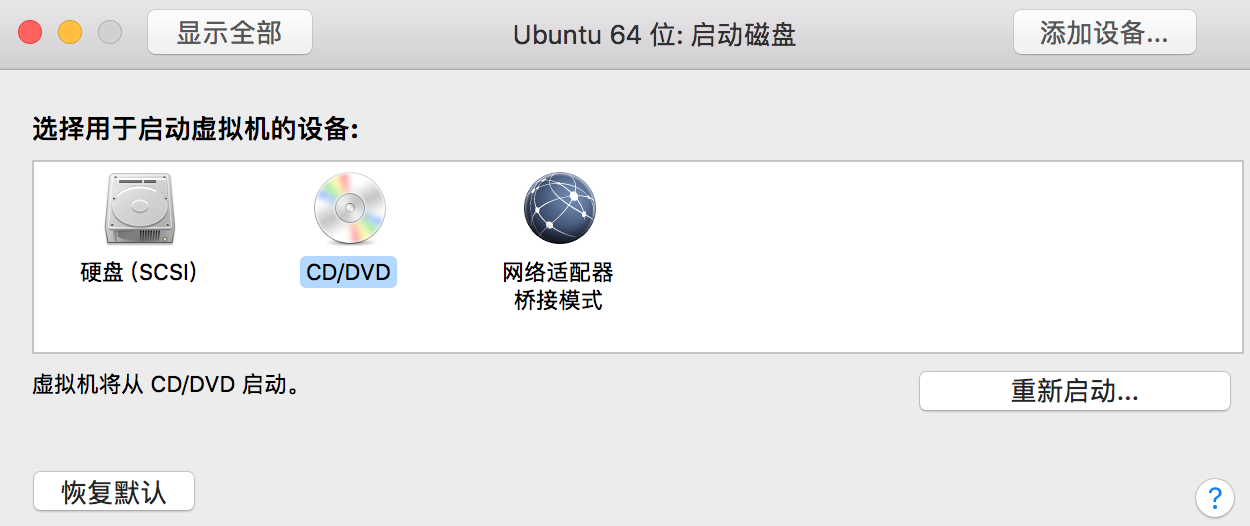 显示全部
Ubuntu 64 位: 启动磁盘
添加设备...
选择用于启动虚拟机的设备:
硬盘 (SCSI)
CD/DVD
网络适配器
桥接模式
虚拟机将从 CD/DVD 启动。
重新启动...
恢复默认
?